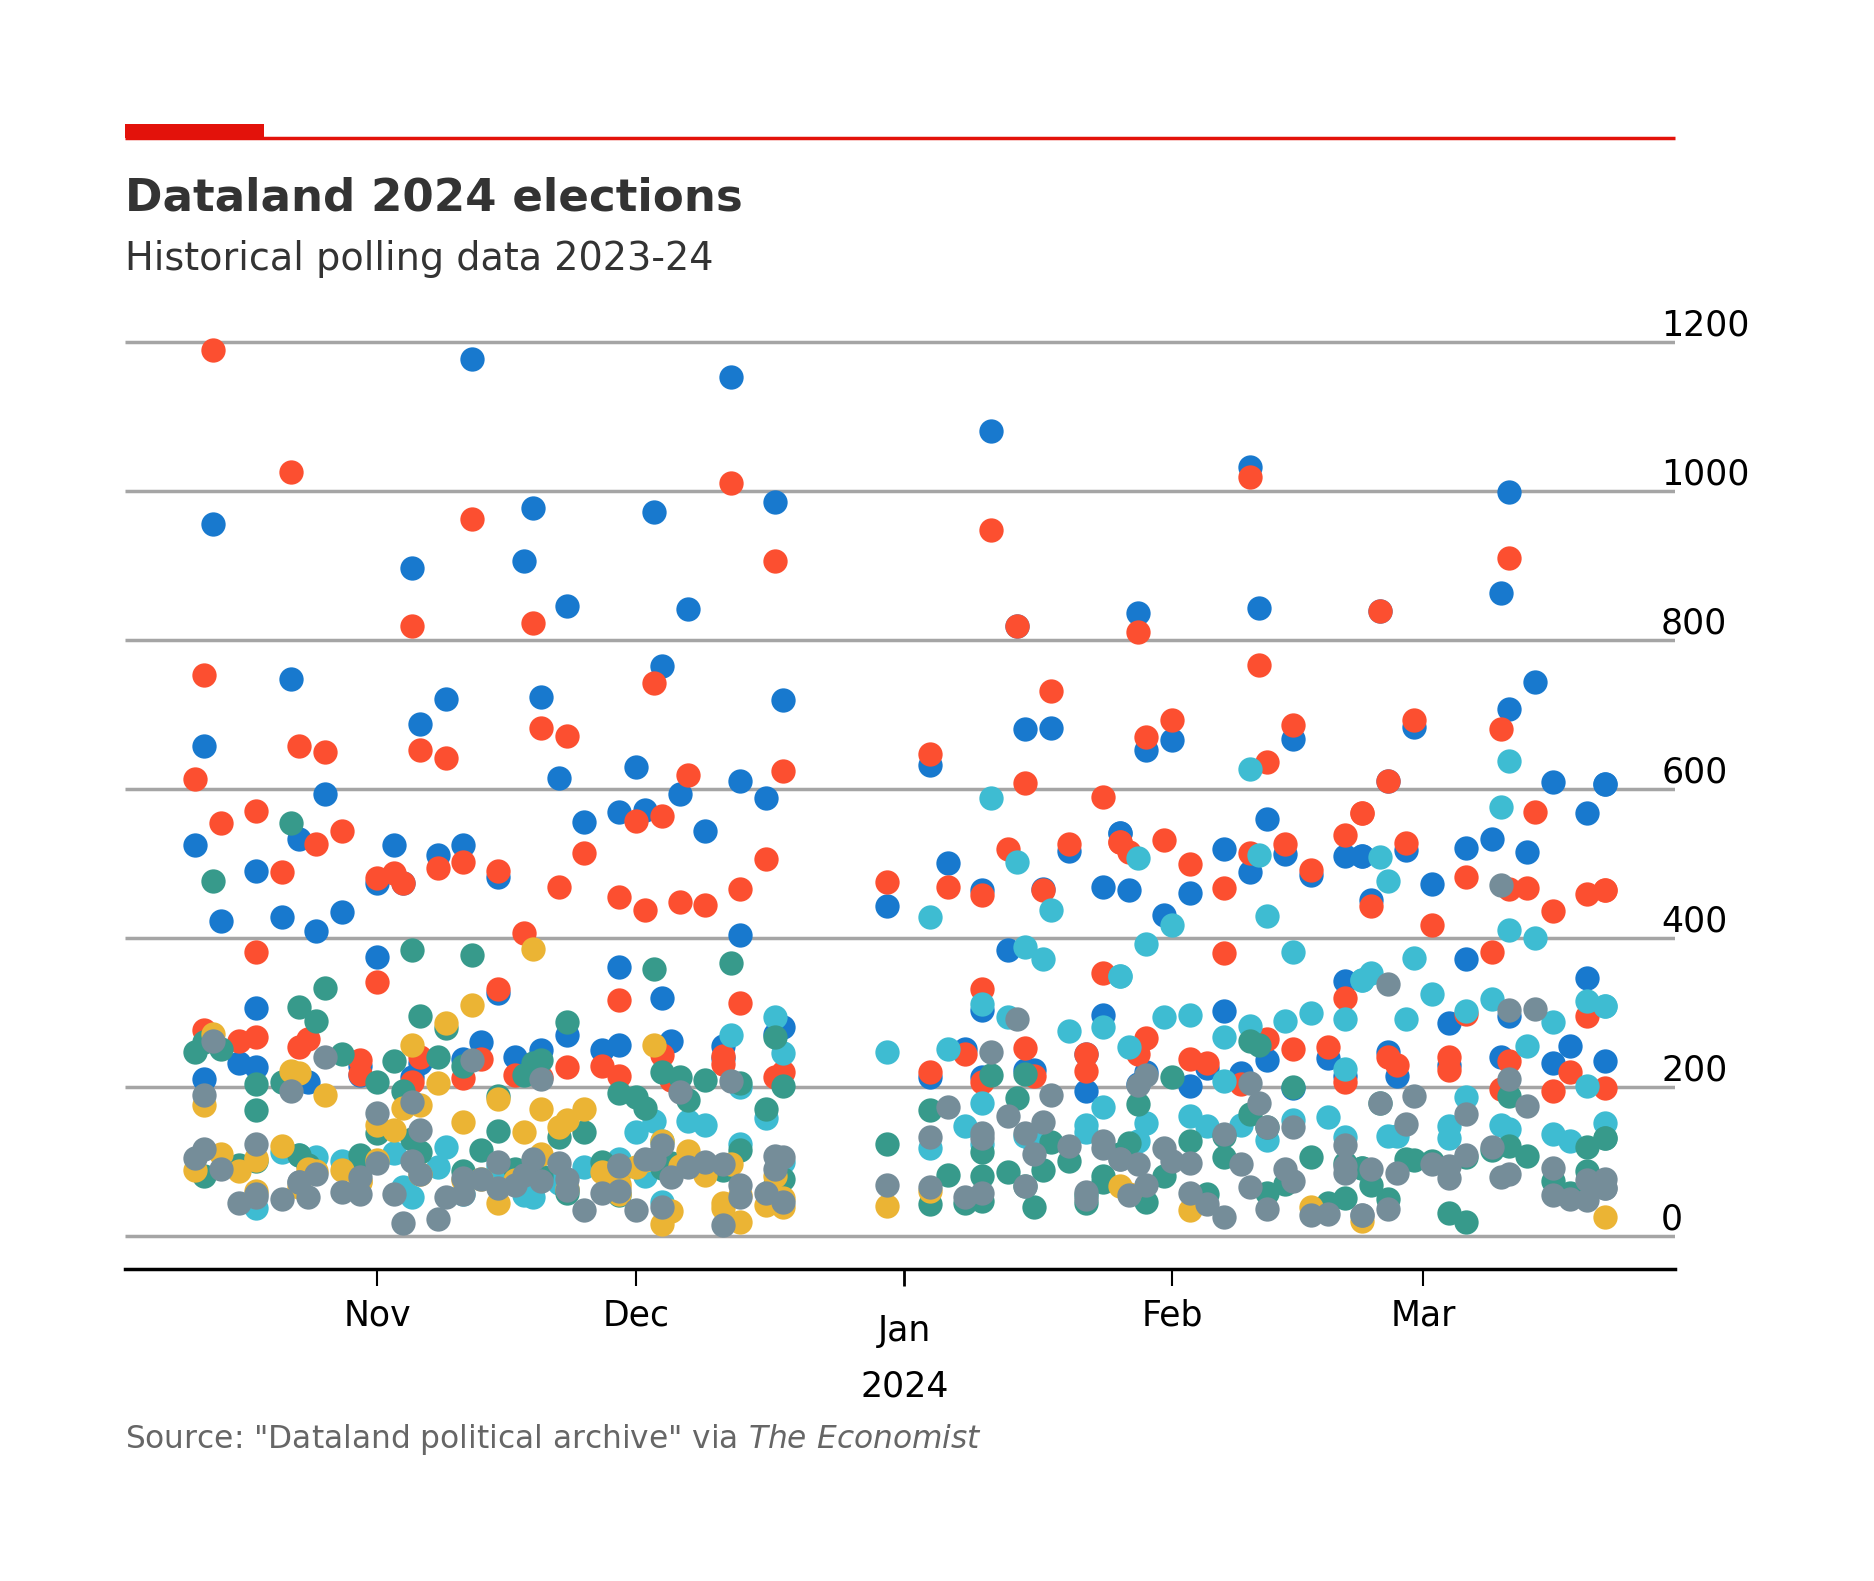 Dataland 2024 elections
Historical polling data 2023-24
1200
1000
800
600
400
200
0
Nov Dec Jan Feb Mar
2024
Source: "Dataland political archive" via The Economist